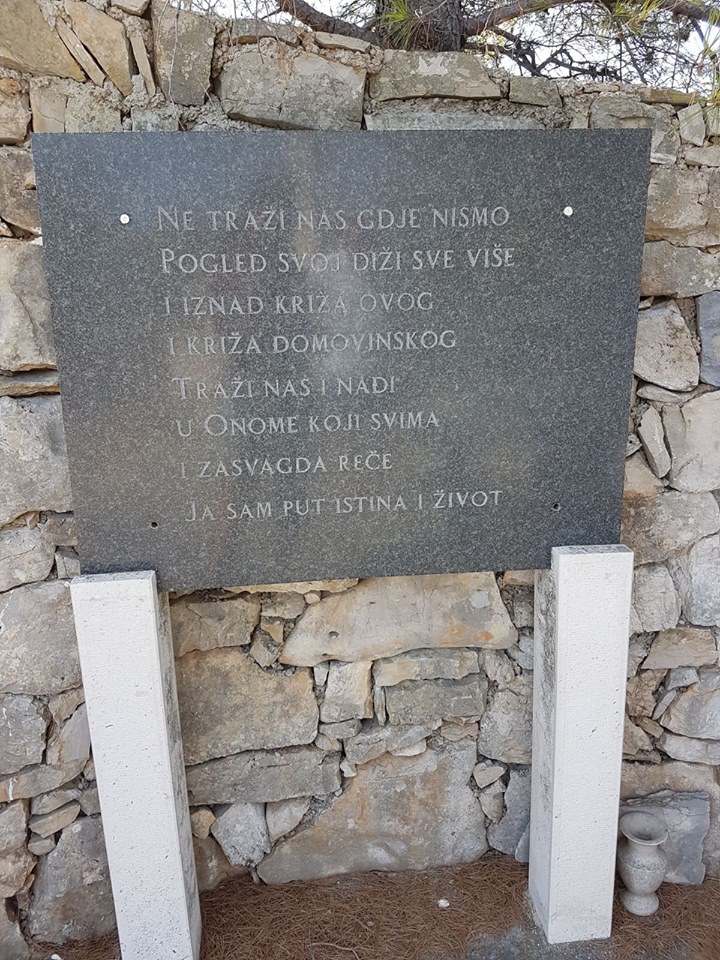 NE TRAŽI NAS GDJE NISMO
POGLED SVOJ DIŽI SVE VIŠE
I IZNAD KRIŽA OVOG
I KRIŽA DOMOVINSKOG
TRAŽI NAS I NAĐI
U ONOME KOJI SVIMA
I ZASVAGDA REČE
JA SAM PUT ISTINA I ŽIVOT